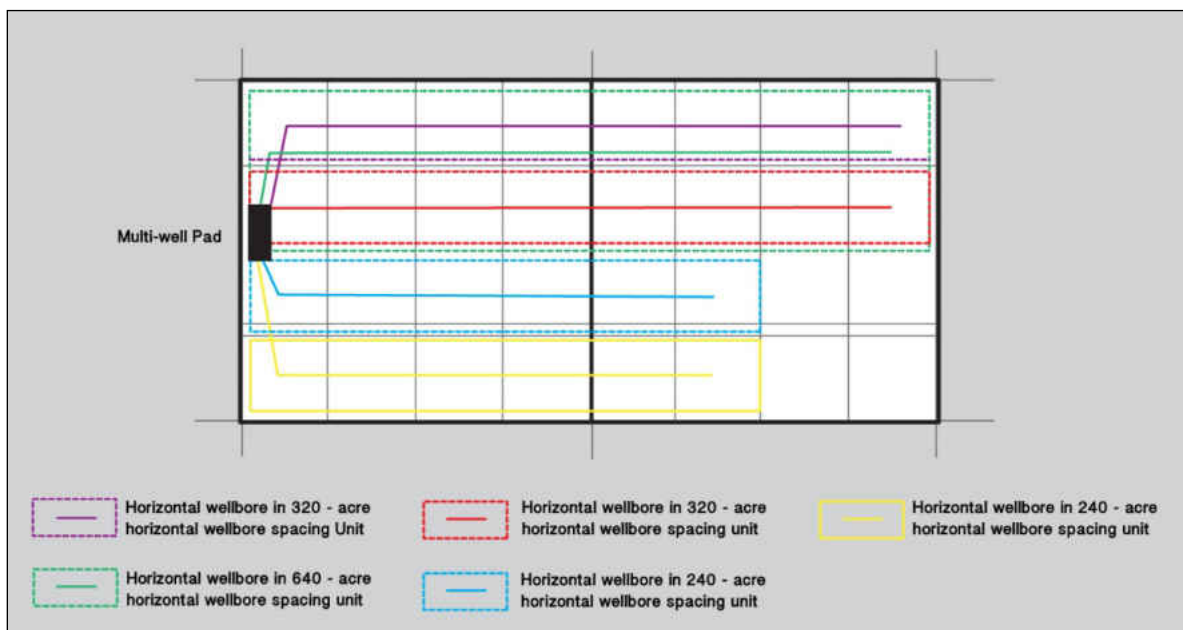 Multi-well Pad
Horizontal wellbore in 320 - acre
horizontal wellbore spacing Unit
Horizontal wellbore in 320 - acre
horizontal wellbore spacing unit
Horizontal wellbore in 240 - acre
horizontal wellbore spacing unit
Horizontal wellbore in 640 - acre
horizontal wellbore spacing unit
Horizontal wellbore in 240 - acre
horizontal wellbore spacing unit